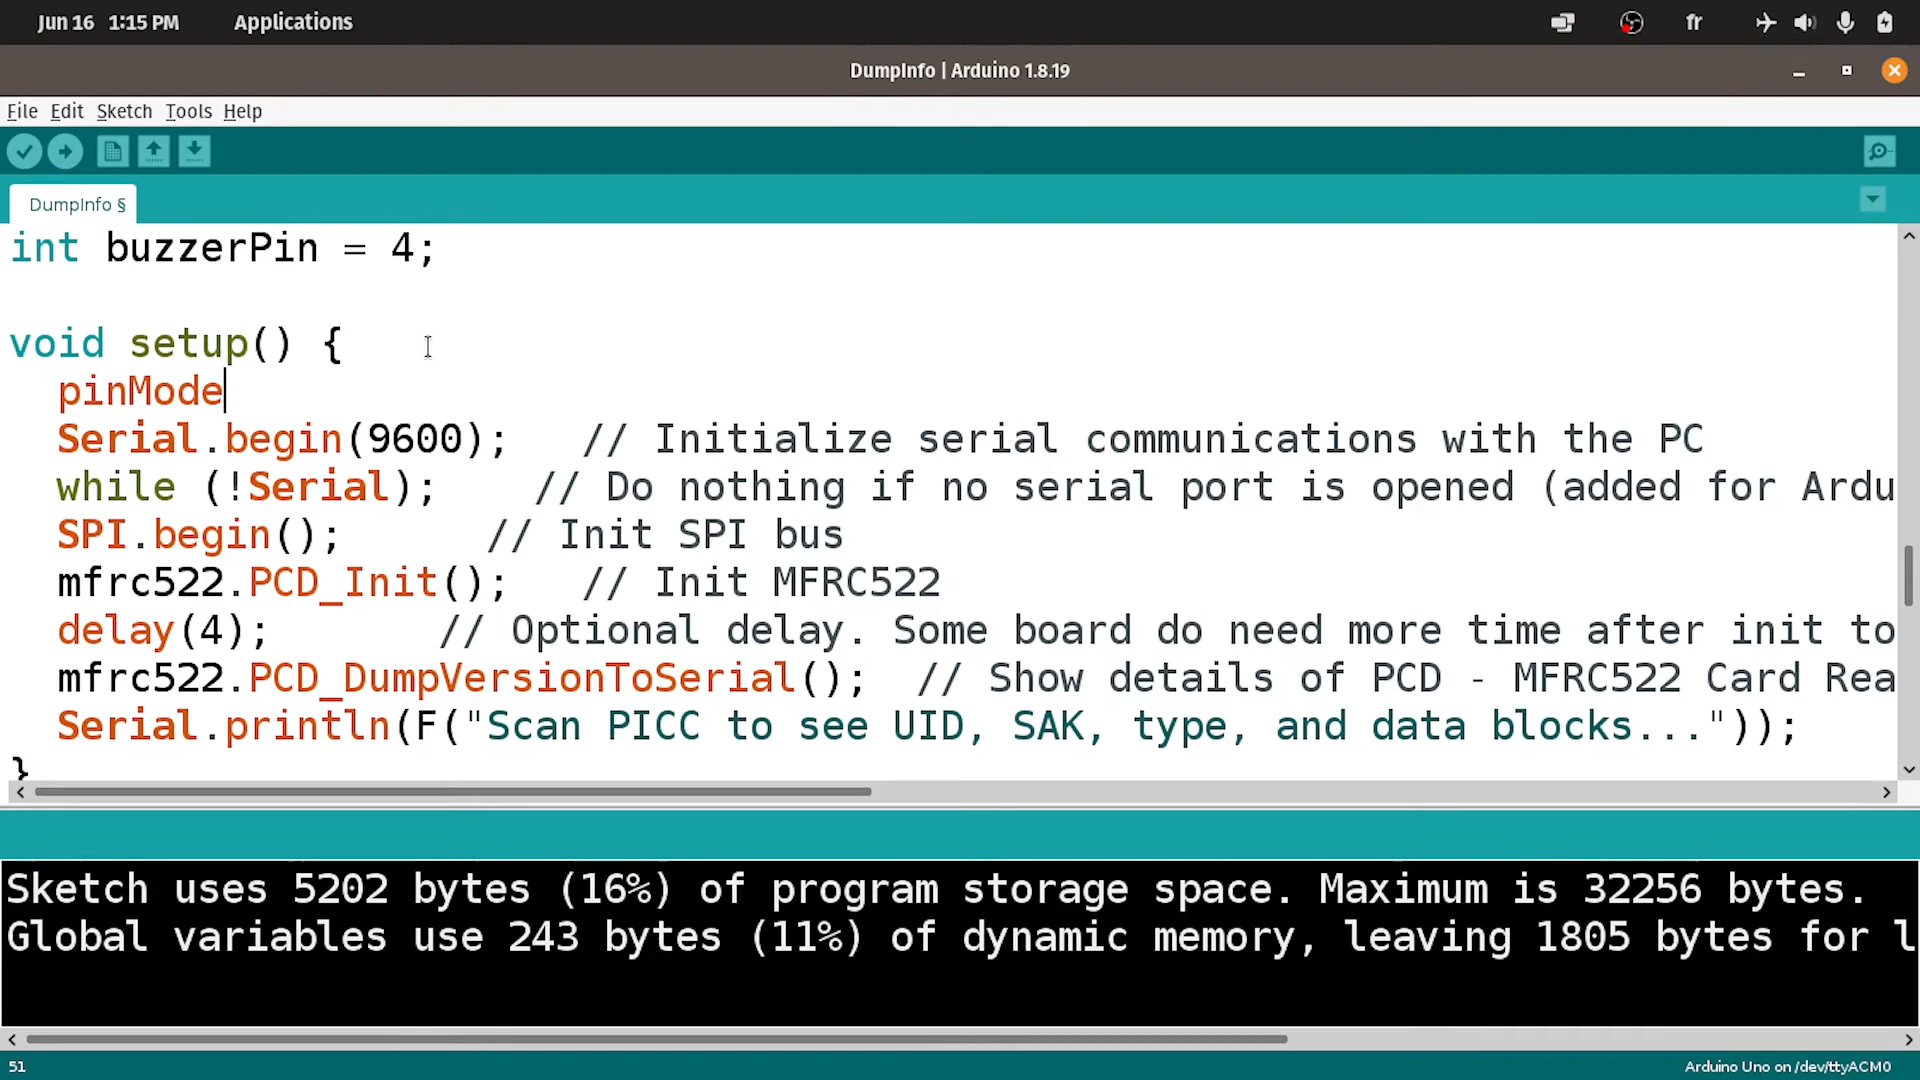 Jun 16 1:15 PM Applications fr
DumpInfo | Arduino 1.8.19
File Edit Sketch Tools Help
DumpInfo §
int buzzerPin = 4;
void setup() {
pinMode
Serial.begin(9600); // Initialize serial communications with the PC
while (!Serial); // Do nothing if no serial port is opened (added for Ardu
SPI.begin(); // Init SPI bus
mfrc522.PCD_Init(); // Init MFRC522
delay(4); // Optional delay. Some board do need more time after init to
mfrc522.PCD_DumpVersionToSerial(); // Show details of PCD - MFRC522 Card Rea
Serial.println(F("Scan PICC to see UID, SAK, type, and data blocks..."));
}
Sketch uses 5202 bytes (16%) of program storage space. Maximum is 32256 bytes.
Global variables use 243 bytes (11%) of dynamic memory, leaving 1805 bytes for l
51 Arduino Uno on /dev/ttyACM0